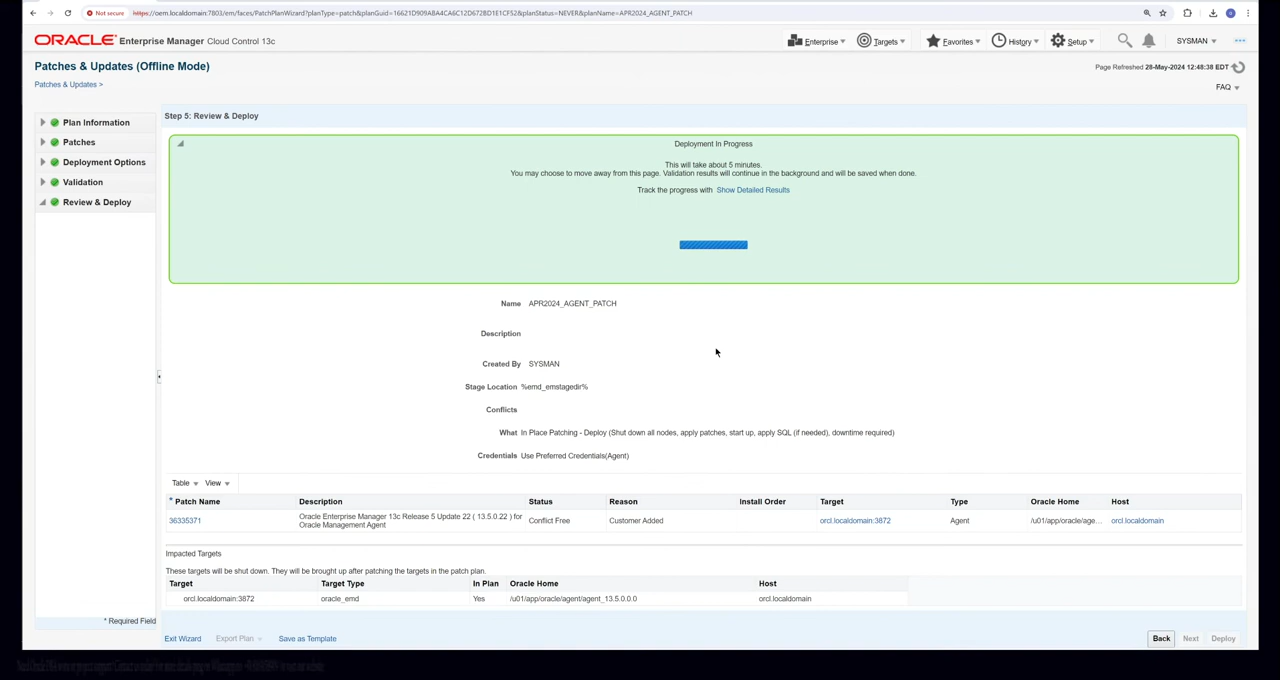 Not secure https://oem.localdomain:7803/em/faces/PatchPlanWizard?planType=patch&planGuid=16621D909ABA4CA6C12D672BD1E1CF52&planStatus=NEVER&planName=APR2024_AGENT_PATCH
ORACLE Enterprise Manager Cloud Control 13c
Enterprise Targets Favorites History Setup SYSMAN
Patches & Updates (Offline Mode)
Page Refreshed 28-May-2024 12:48:38 EDT
Patches & Updates >
FAQ
Plan Information
Patches
Deployment Options
Validation
Review & Deploy
* Required Field
Step 5: Review & Deploy
Deployment In Progress
This will take about 5 minutes.
You may choose to move away from this page. Validation results will continue in the background and will be saved when done.
Track the progress with Show Detailed Results
Name APR2024_AGENT_PATCH
Description
Created By SYSMAN
Stage Location %emd_emstagedir%
Conflicts
What In Place Patching - Deploy (Shut down all nodes, apply patches, start up, apply SQL (if needed), downtime required)
Credentials Use Preferred Credentials(Agent)
Table View
* Patch Name Description Status Reason Install Order Target Type Oracle Home Host
36335371 Oracle Enterprise Manager 13c Release 5 Update 22 ( 13.5.0.22 ) for Oracle Management Agent Conflict Free Customer Added orcl.localdomain:3872 Agent /u01/app/oracle/age... orcl.localdomain
Impacted Targets
These targets will be shut down. They will be brought up after patching the targets in the patch plan.
Target Target Type In Plan Oracle Home Host
orcl.localdomain:3872 oracle_emd Yes /u01/app/oracle/agent/agent_13.5.0.0.0 orcl.localdomain
Exit Wizard Export Plan Save as Template
Back Next Deploy